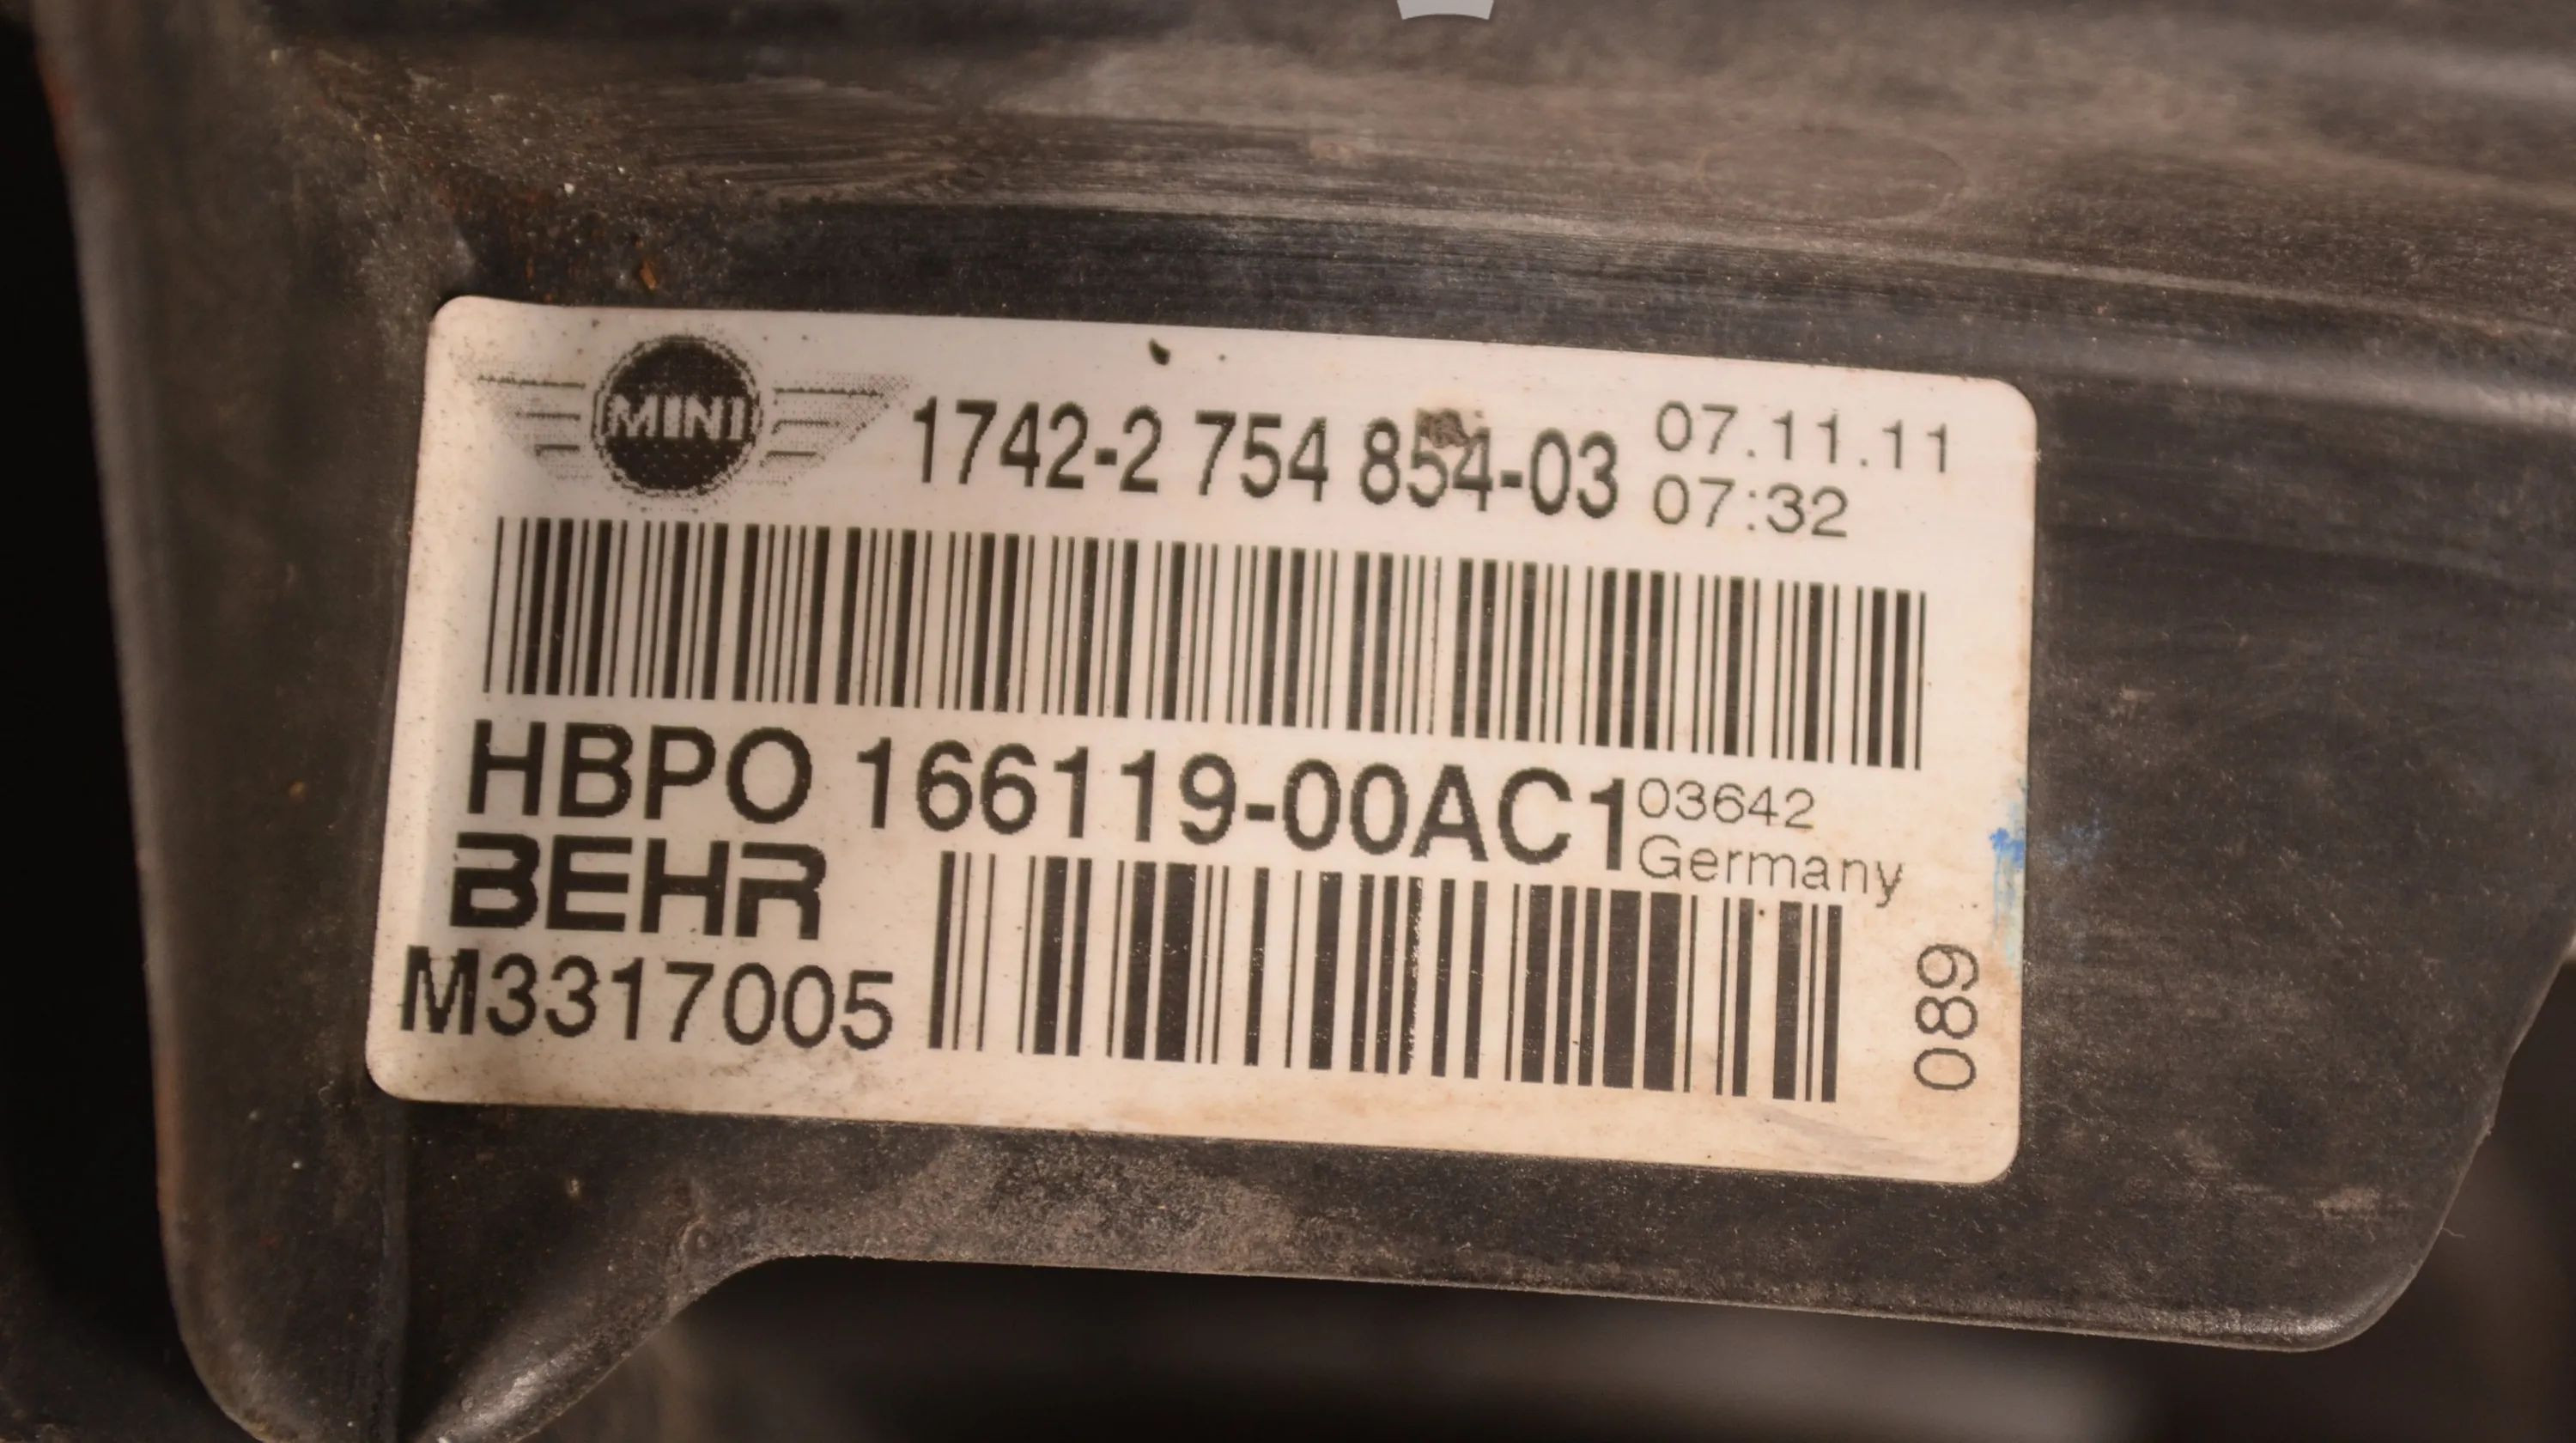 MINI
1742-2 754 854-03
07.11.11
07:32
HBPO 166119-00AC1
03642
Germany
BEHR
M3317005
089